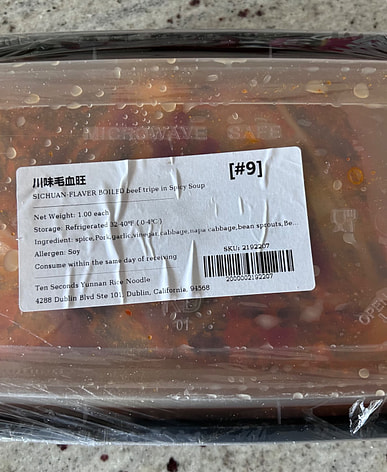 MICROWAVE SAFE
川味毛血旺
[#9]
SICHUAN-FLAVER BOILED beef tripe in Spicy Soup
Net Weight: 1.00 each
Storage: Refrigerated 32-40°F ( 0-4°C )
Ingredient: spice,Pork,garlic,vinegar,cabbage,napa cabbage,bean sprouts,Be...
Allergen: Soy
SKU: 2192207
Consume within the same day of receiving
2000002192207
Ten Seconds Yunnan Rice Noodle
4288 Dublin Blvd Ste 101, Dublin, California, 94568
01
OPEN